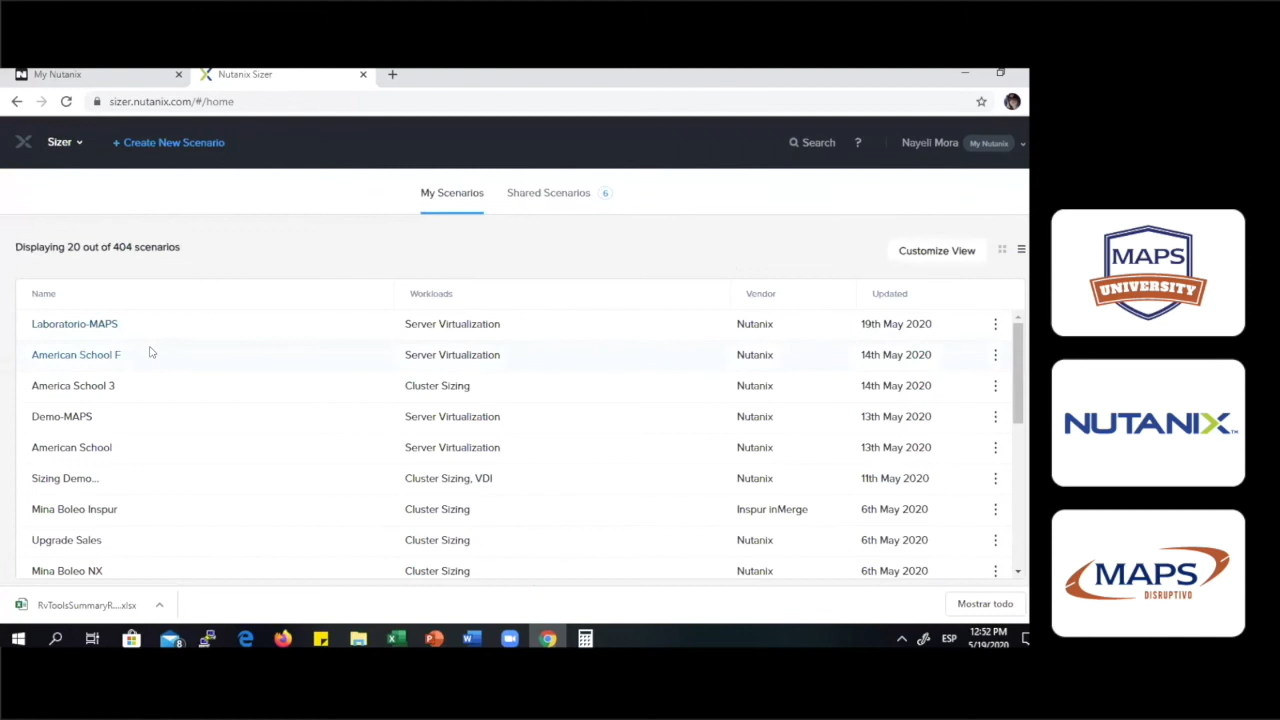 My Nutanix
Nutanix Sizer
sizer.nutanix.com/#/home
Sizer
+ Create New Scenario
Search
?
Nayeli Mora
My Nutanix
My Scenarios
Shared Scenarios 6
Displaying 20 out of 404 scenarios
Customize View
Name Workloads Vendor Updated
Laboratorio-MAPS Server Virtualization Nutanix 19th May 2020
American School F Server Virtualization Nutanix 14th May 2020
America School 3 Cluster Sizing Nutanix 14th May 2020
Demo-MAPS Server Virtualization Nutanix 13th May 2020
American School Server Virtualization Nutanix 13th May 2020
Sizing Demo... Cluster Sizing, VDI Nutanix 11th May 2020
Mina Boleo Inspur Cluster Sizing Inspur inMerge 6th May 2020
Upgrade Sales Cluster Sizing Nutanix 6th May 2020
Mina Boleo NX Cluster Sizing Nutanix 6th May 2020
RvToolsSummaryR....xlsx
Mostrar todo
8
ESP
12:52 PM
5/19/2020
MAPS
UNIVERSITY
NUTANIX™
MAPS
DISRUPTIVO